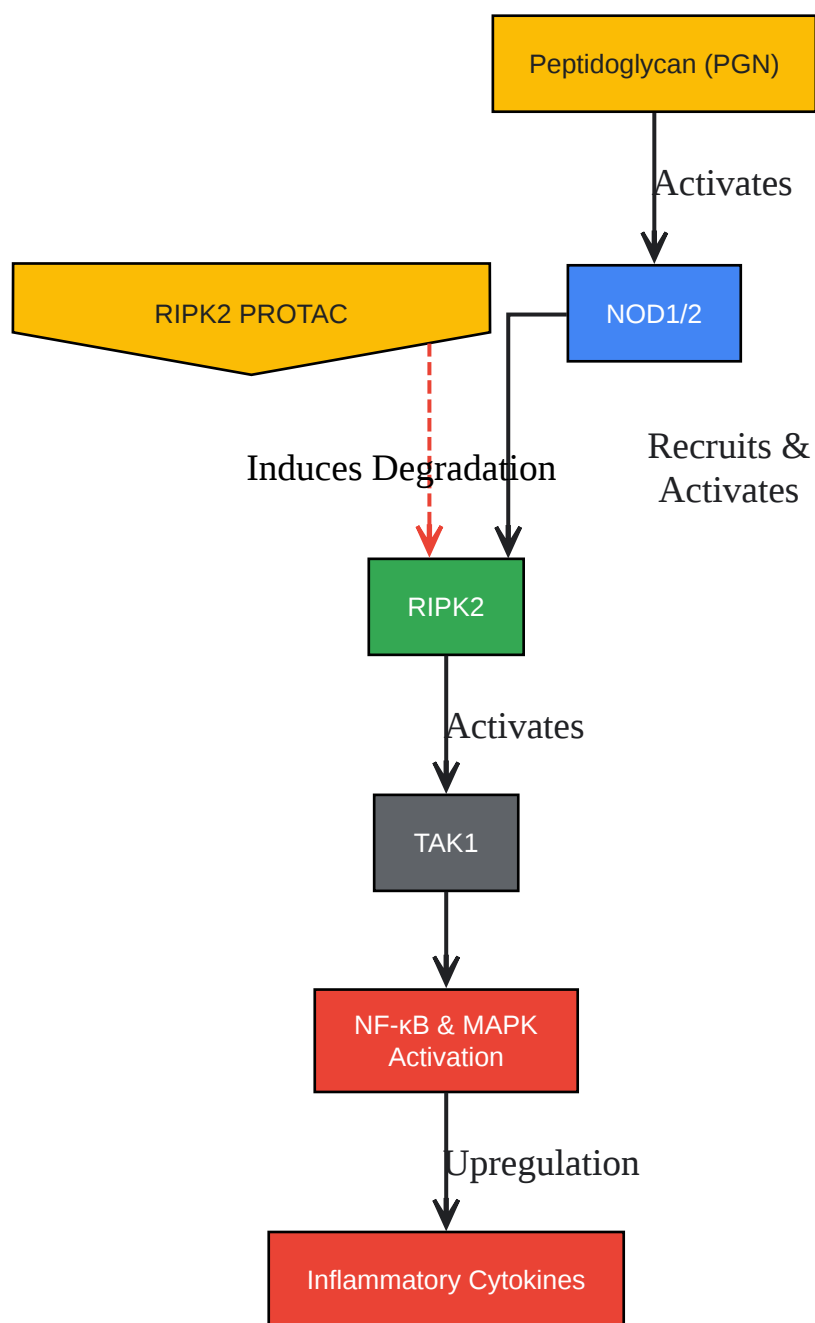 Peptidoglycan (PGN)
Activates
RIPK2 PROTAC
NOD1/2
Induces Degradation
Recruits &
Activates
RIPK2
Activates
TAK1
NF-κB & MAPK
Activation
Upregulation
Inflammatory Cytokines